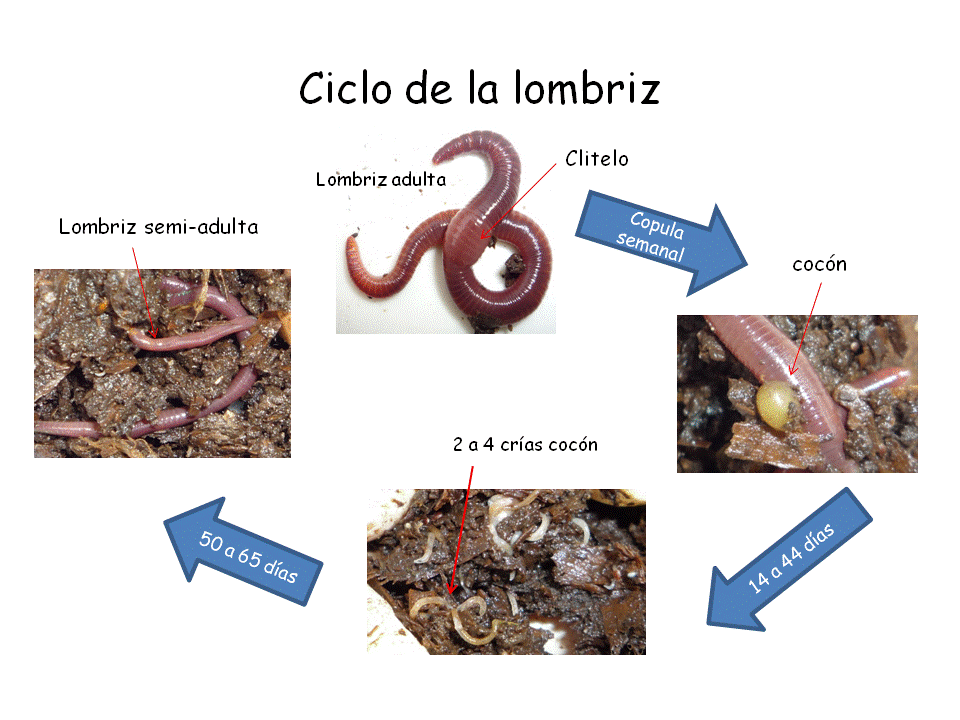 Ciclo de la lombriz
Clitelo
Lombriz adulta
Copula
semanal
Lombriz semi-adulta
cocón
2 a 4 crías cocón
14 a 44 días
50 a 65 días